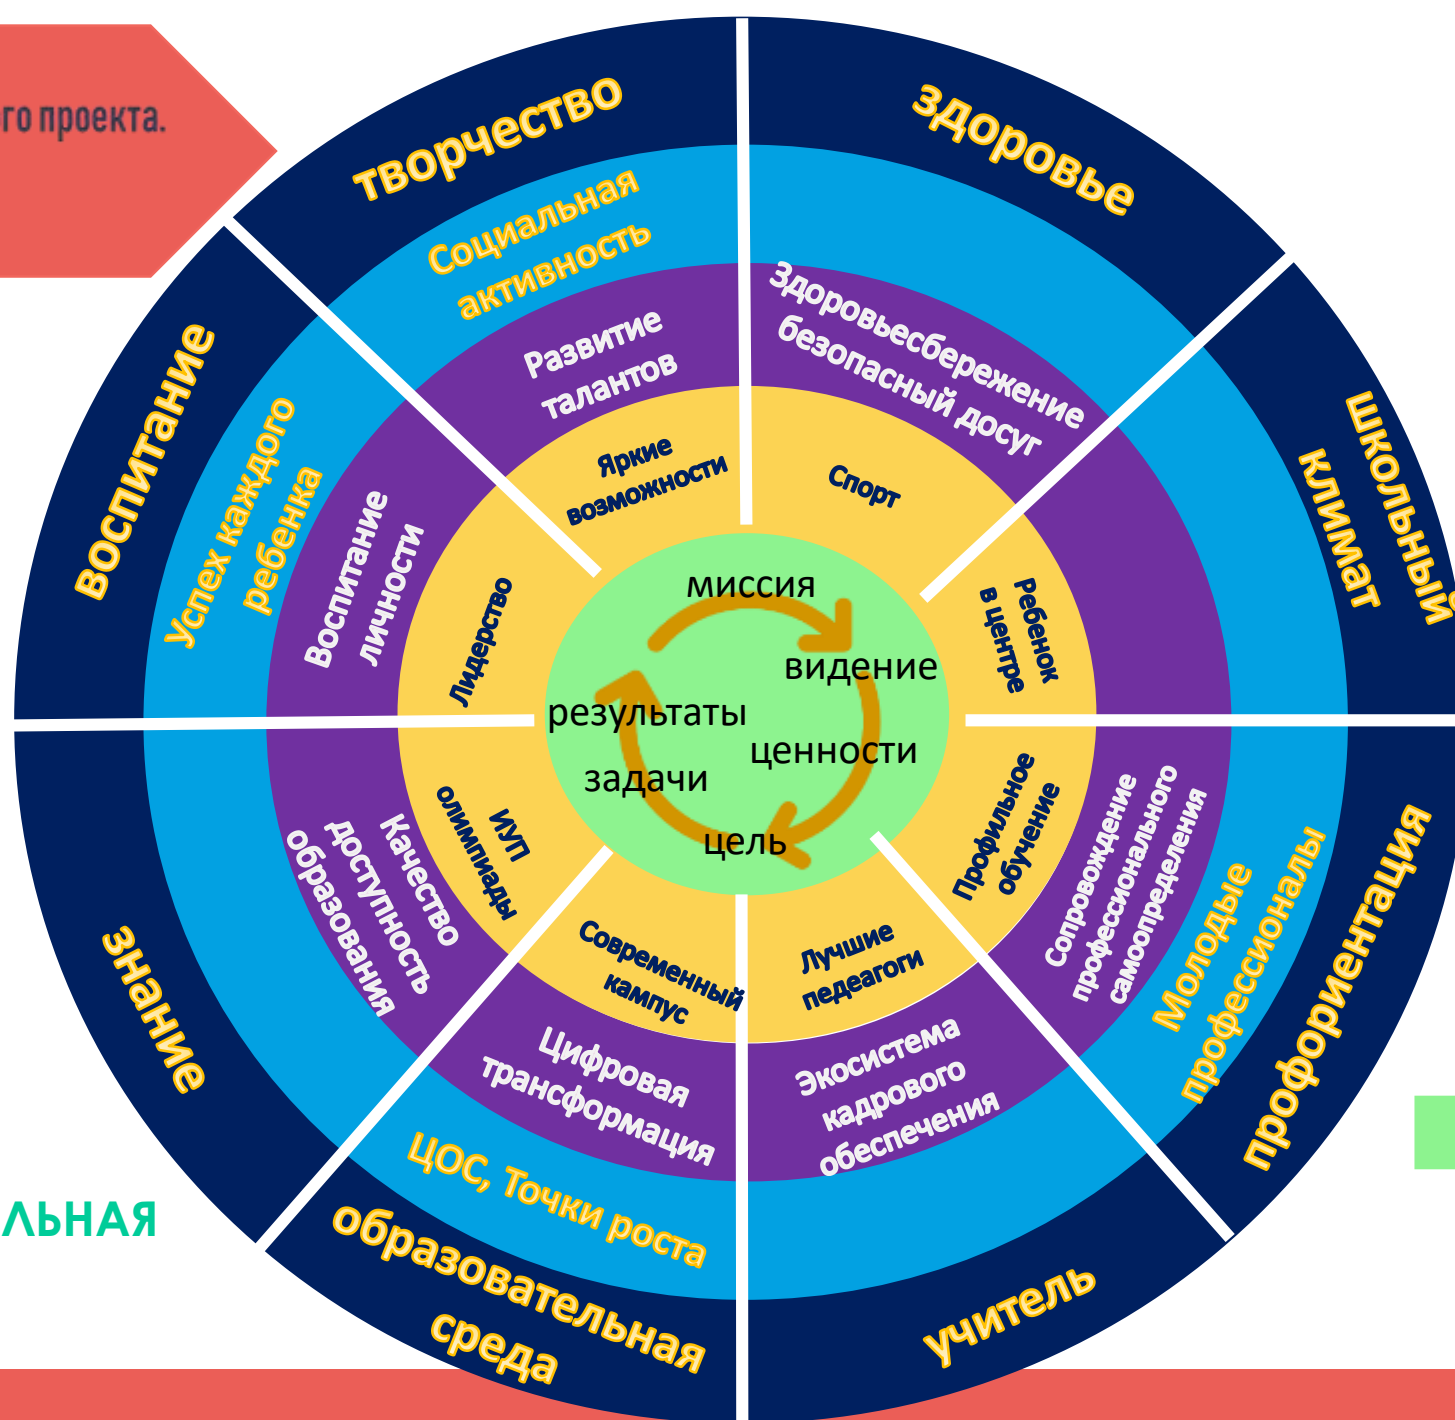 го проекта.
творчество
Социальная
активность
Развитие
талантов
Яркие
возможности
здоровье
Здоровьесбережение
безопасный досуг
Спорт
школьный
климат
Ребенок
в центре
профориентация
Молодые
профессионалы
Сопровождение
профессионального
самоопределения
Профильное
обучение
учитель
Экосистема
кадрового
обеспечения
Лучшие
педеагоги
образовательная
среда
ЦОС, Точки роста
Цифровая
трансформация
Современный
кампус
знание
Качество
доступность
образования
ИУП
олимпиады
воспитание
Успех каждого
ребенка
Воспитание
личности
Лидерство
миссия
видение
ценности
цель
задачи
результаты
ЛЬНАЯ